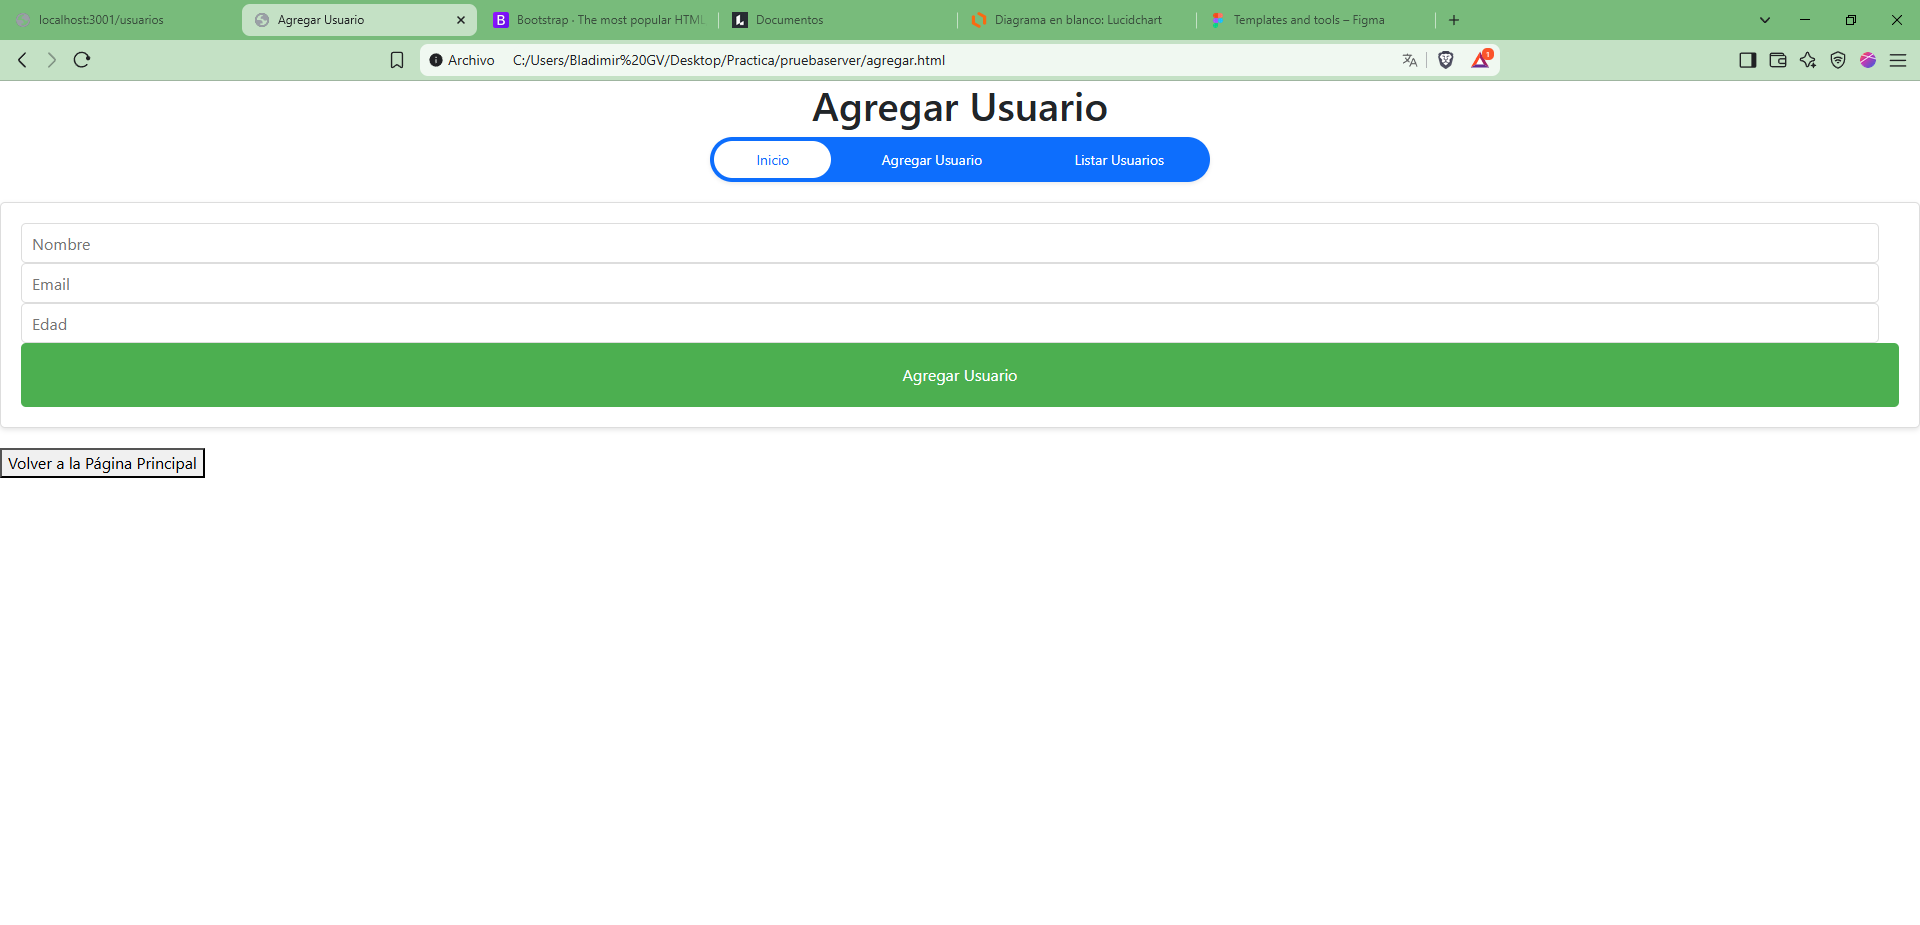 localhost:3001/usuarios
Agregar Usuario
Bootstrap · The most popular HTML
Documentos
Diagrama en blanco: Lucidchart
Templates and tools – Figma
Archivo C:/Users/Bladimir%20GV/Desktop/Practica/pruebaserver/agregar.html
1
Agregar Usuario
Inicio Agregar Usuario Listar Usuarios
Nombre
Email
Edad
Agregar Usuario
Volver a la Página Principal